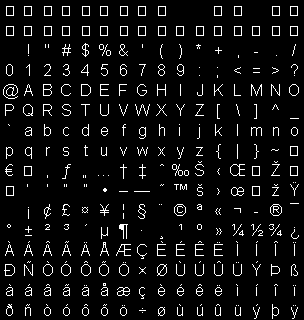 □ □ □ □ □ □ □ □ □ □ □ □ □
□ □ □ □ □ □ □ □ □ □ □ □ □ □ □ □
! " # $ % & ' ( ) * + , - . /
0 1 2 3 4 5 6 7 8 9 : ; < = > ?
@ A B C D E F G H I J K L M N O
P Q R S T U V W X Y Z [ \ ] ^ _
` a b c d e f g h i j k l m n o
p q r s t u v w x y z { | } ~ □
€ □ ‚ ƒ „ … † ‡ ˆ ‰ Š ‹ Œ □ Ž □
□ ‘ ’ “ ” • – — ˜ ™ š › œ □ ž Ÿ
¡ ¢ £ ¤ ¥ ¦ § ¨ © ª « ¬ - ® ¯
° ± ² ³ ´ µ ¶ · ¸ ¹ º » ¼ ½ ¾ ¿
À Á Â Ã Ä Å Æ Ç È É Ê Ë Ì Í Î Ï
Ð Ñ Ò Ó Ô Õ Ö × Ø Ù Ú Û Ü Ý Þ ß
à á â ã ä å æ ç è é ê ë ì í î ï
ð ñ ò ó ô õ ö ÷ ø ù ú û ü ý þ ÿ